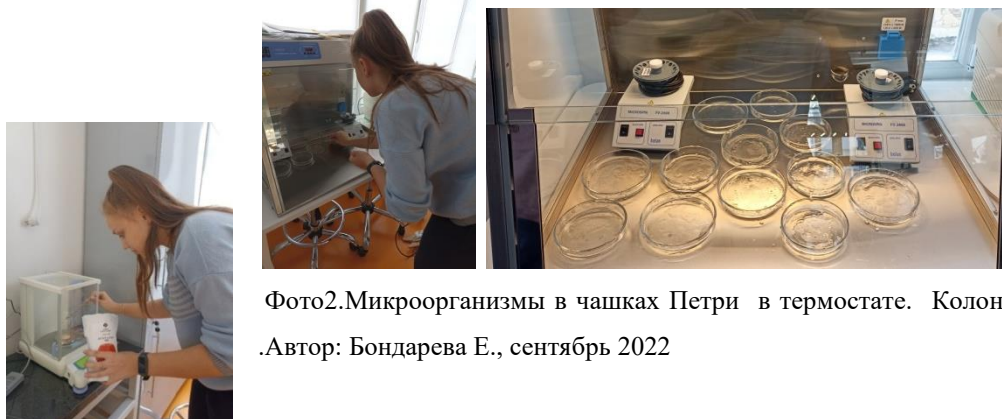 Фото2.Микроорганизмы в чашках Петри в термостате. Колон
.Автор: Бондарева Е., сентябрь 2022